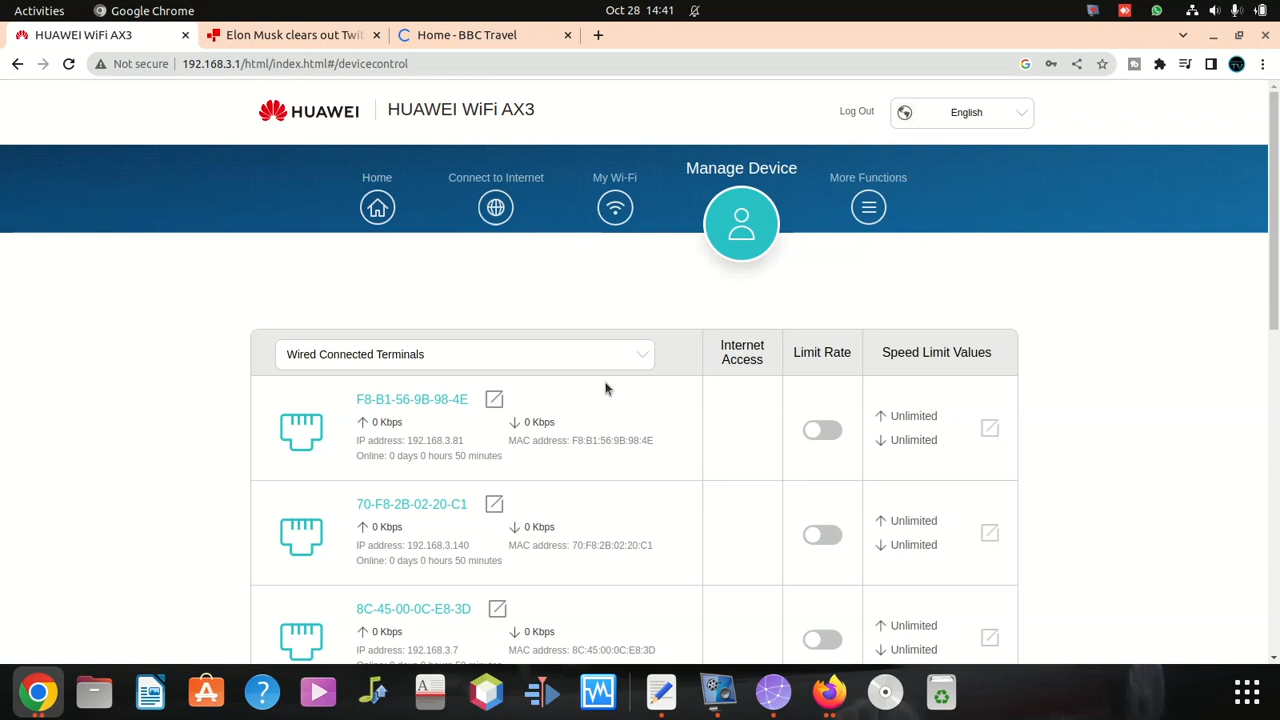 Activities Google Chrome Oct 28 14:41
HUAWEI WiFi AX3 Elon Musk clears out Twit Home - BBC Travel
Not secure 192.168.3.1/html/index.html#/devicecontrol
HUAWEI HUAWEI WiFi AX3 Log Out English
Home Connect to Internet My Wi-Fi Manage Device More Functions
Wired Connected Terminals Internet Access Limit Rate Speed Limit Values
F8-B1-56-9B-98-4E
↑ 0 Kbps ↓ 0 Kbps
IP address: 192.168.3.81 MAC address: F8:B1:56:9B:98:4E
Online: 0 days 0 hours 50 minutes
↑ Unlimited
↓ Unlimited
70-F8-2B-02-20-C1
↑ 0 Kbps ↓ 0 Kbps
IP address: 192.168.3.140 MAC address: 70:F8:2B:02:20:C1
Online: 0 days 0 hours 50 minutes
↑ Unlimited
↓ Unlimited
8C-45-00-0C-E8-3D
↑ 0 Kbps ↓ 0 Kbps
IP address: 192.168.3.7 MAC address: 8C:45:00:0C:E8:3D
↑ Unlimited
↓ Unlimited